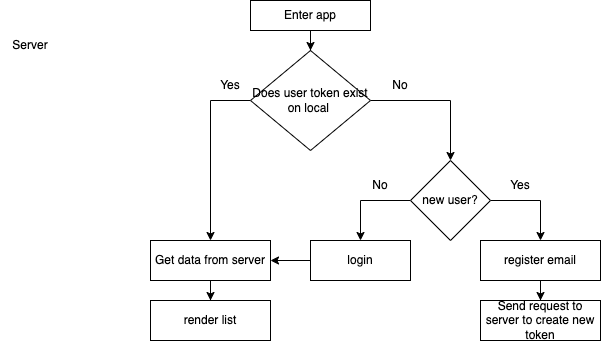 Enter app
Server
Yes
No
Does user token exist
on local
No
Yes
new user?
Get data from server
login
register email
render list
Send request to
server to create new
token